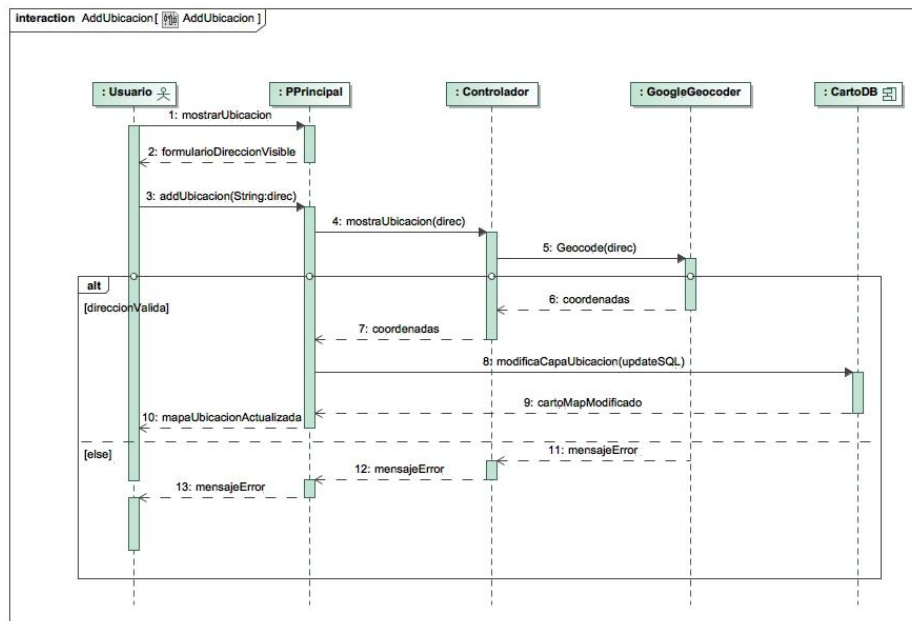 interaction AddUbicacion[ AddUbicacion ]
: Usuario
: PPrincipal
: Controlador
: GoogleGeocoder
: CartoDB
1: mostrarUbicacion
2: formularioDireccionVisible
3: addUbicacion(String:direc)
4: mostraUbicacion(direc)
5: Geocode(direc)
alt
[direccionValida]
6: coordenadas
7: coordenadas
8: modificaCapaUbicacion(updateSQL)
9: cartoMapModificado
10: mapaUbicacionActualizada
[else]
11: mensajeError
12: mensajeError
13: mensajeError